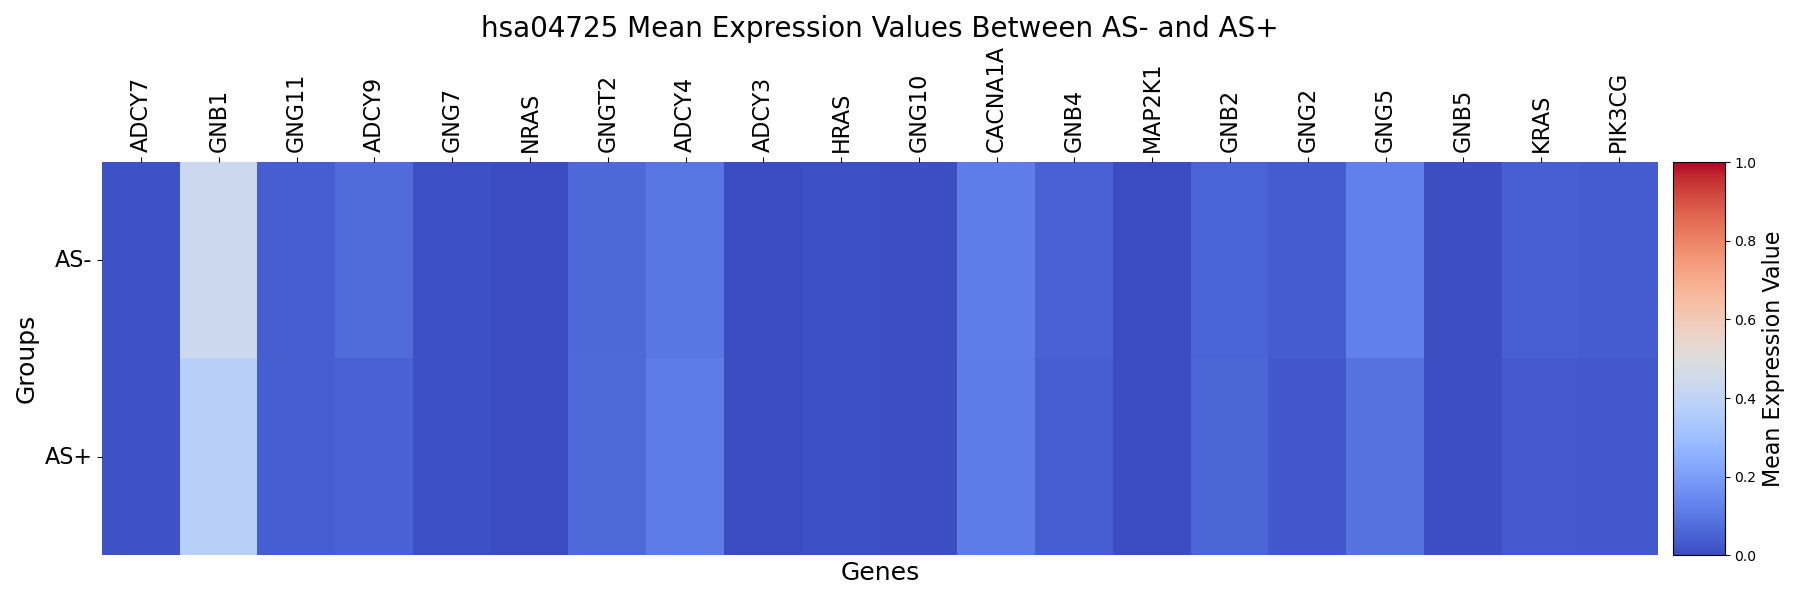 hsa04725 Mean Expression Values Between AS- and AS+
ADCY7
GNB1
GNG11
ADCY9
GNG7
NRAS
GNGT2
ADCY4
ADCY3
HRAS
GNG10
CACNA1A
GNB4
MAP2K1
GNB2
GNG2
GNG5
GNB5
KRAS
PIK3CG
AS-
AS+
Groups
Genes
1.0
0.8
0.6
0.4
0.2
0.0
Mean Expression Value